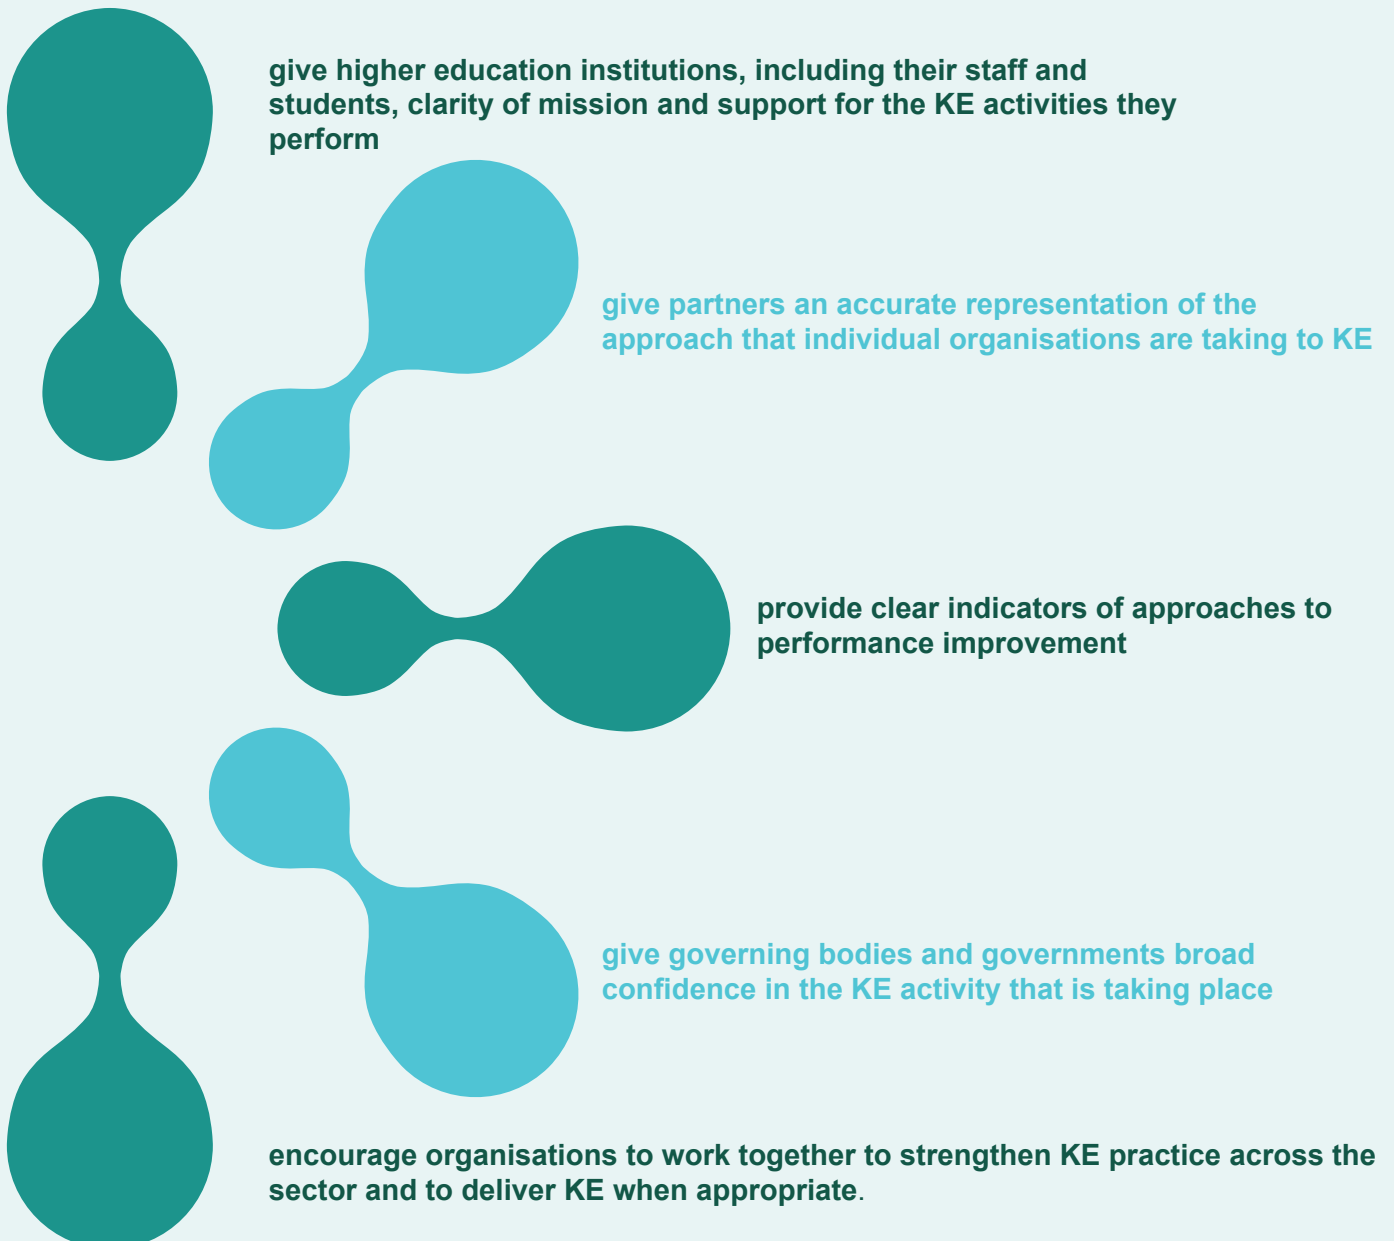 give higher education institutions, including their staff and
students, clarity of mission and support for the KE activities they
perform
give partners an accurate representation of the
approach that individual organisations are taking to KE
provide clear indicators of approaches to
performance improvement
give governing bodies and governments broad
confidence in the KE activity that is taking place
encourage organisations to work together to strengthen KE practice across the
sector and to deliver KE when appropriate.